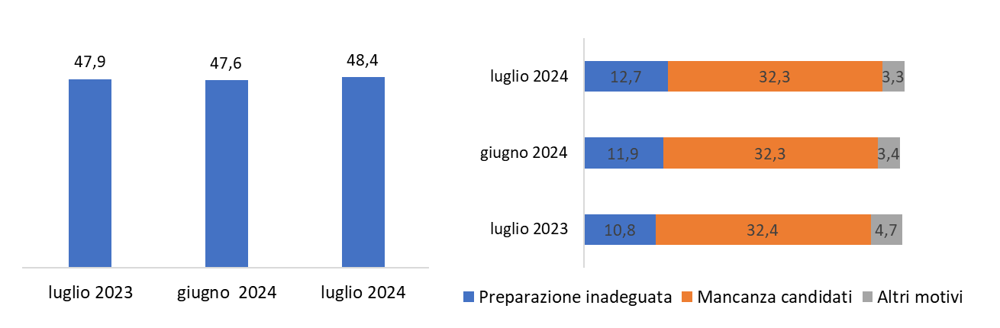 47,9
47,6
48,4
luglio 2023
giugno 2024
luglio 2024
luglio 2024
12,7
32,3
3,3
giugno 2024
11,9
32,3
3,4
luglio 2023
10,8
32,4
4,7
Preparazione inadeguata
Mancanza candidati
Altri motivi